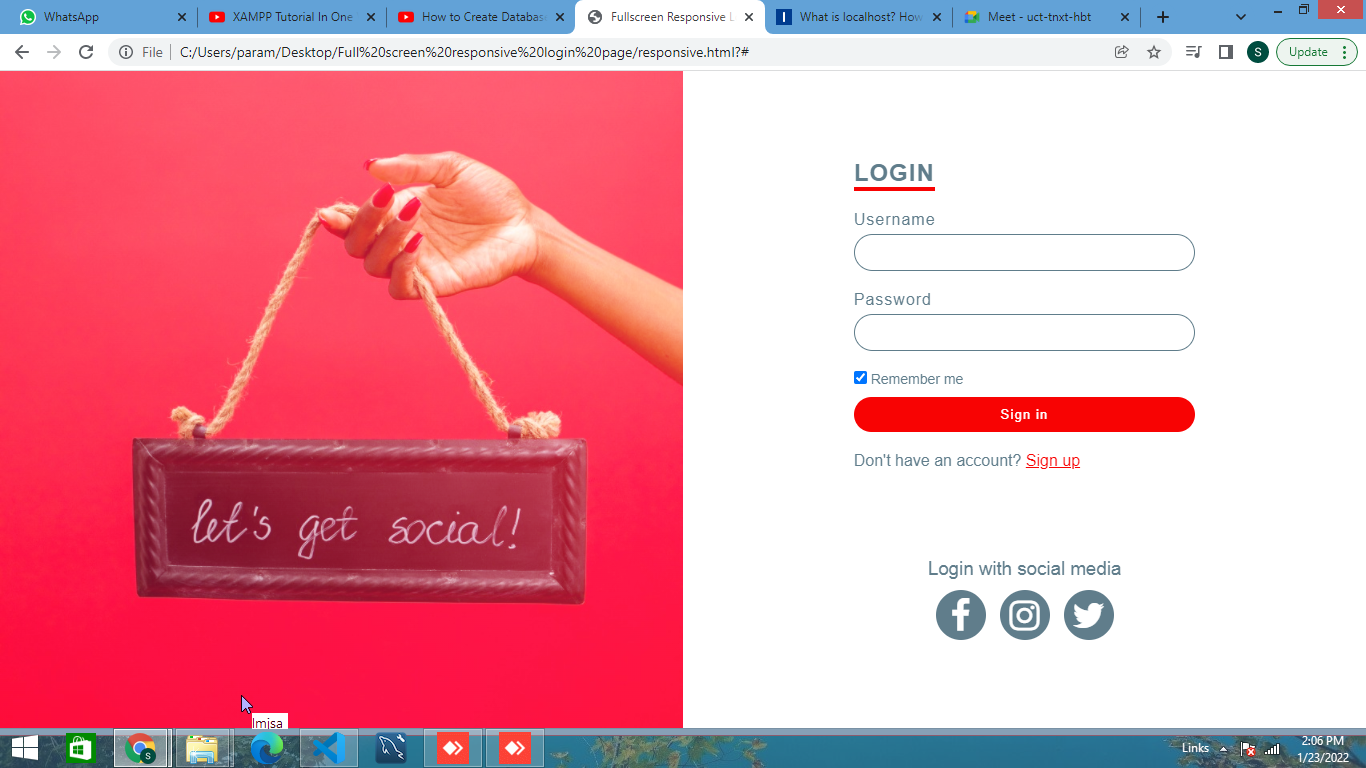 WhatsApp
XAMPP Tutorial In One
How to Create Databas
Fullscreen Responsive L
What is localhost? How
Meet - uct-tnxt-hbt
File
C:/Users/param/Desktop/Full%20screen%20responsive%20login%20page/responsive.html?#
S
Update
let's get social!
LOGIN
Username
Password
Remember me
Sign in
Don't have an account? Sign up
Login with social media
S
Links
2:06 PM
1/23/2022